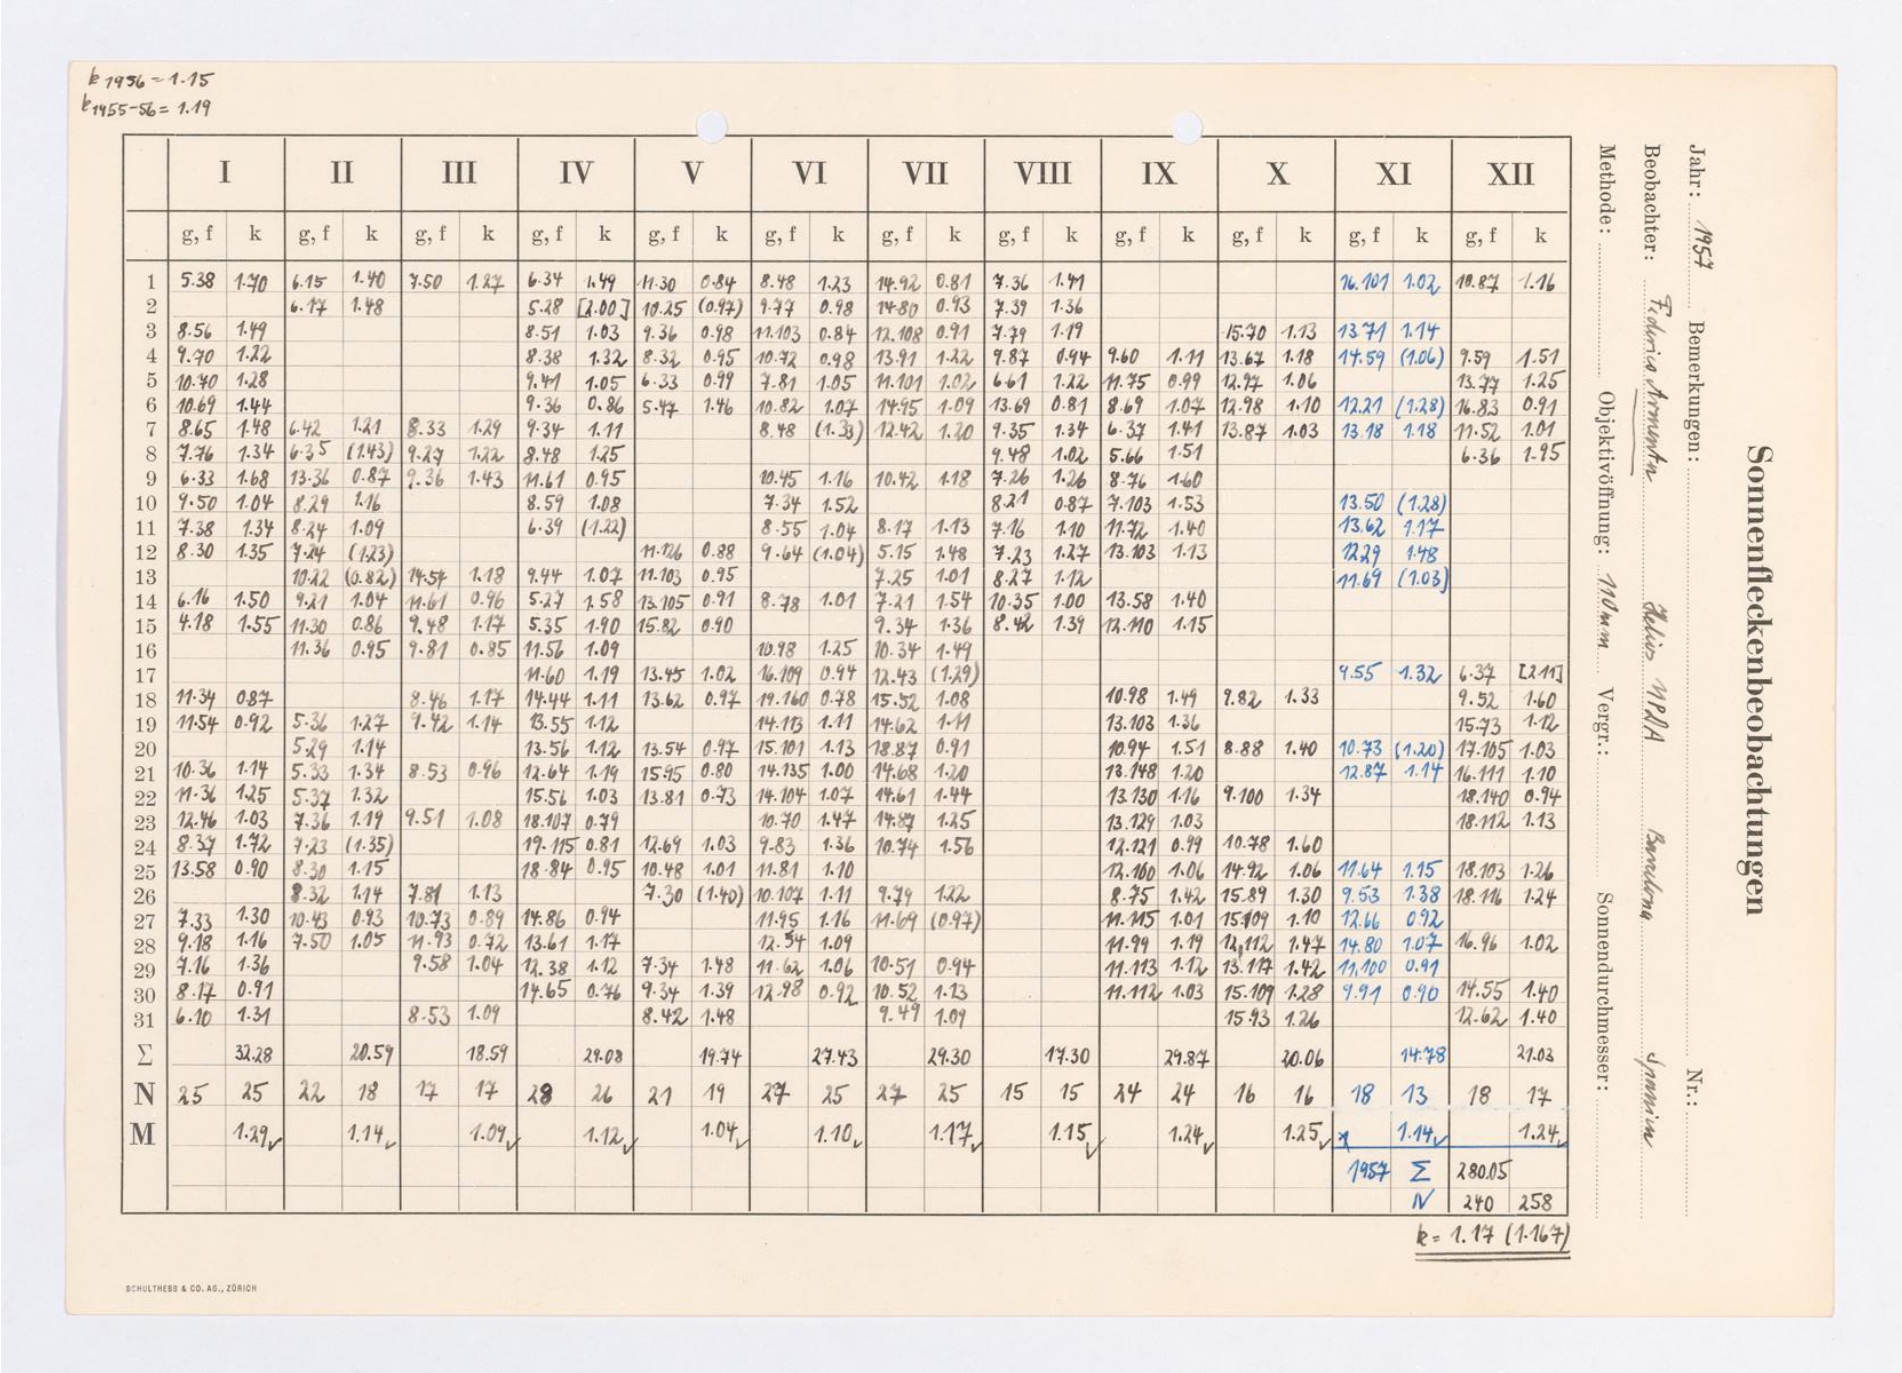 k 1956 = 1.15
k 1955-56 = 1.19
Sonnenfleckenbeobachtungen
Jahr: 1957 Bemerkungen: Nr.:
Beobachter: Federico Armenter Helios NPDA Barcelona Spanien
Methode: Objektivöffnung: 110 mm Vergr.: Sonnendurchmesser:
I II III IV V VI VII VIII IX X XI XII
g, f k g, f k g, f k g, f k g, f k g, f k g, f k g, f k g, f k g, f k g, f k g, f k
1 5.38 1.70 6.15 1.40 7.50 1.27 6.34 1.49 11.30 0.84 8.48 1.23 14.92 0.81 7.36 1.41 16.101 1.02 10.87 1.16
2 6.17 1.48 5.28 [2.00] 10.25 (0.97) 9.77 0.98 14.80 0.93 7.39 1.36
3 8.56 1.49 8.51 1.03 9.36 0.98 11.103 0.84 12.108 0.91 7.79 1.19 15.70 1.13 13.71 1.14
4 9.70 1.22 8.38 1.32 8.32 0.95 10.72 0.98 13.91 1.22 9.87 0.94 9.60 1.11 13.67 1.18 14.59 (1.06) 9.59 1.51
5 10.70 1.28 9.41 1.05 6.33 0.99 7.81 1.05 11.101 1.02 6.61 1.22 11.75 0.99 12.97 1.06 13.77 1.25
6 10.69 1.44 9.36 0.86 5.47 1.46 10.82 1.07 14.95 1.09 13.69 0.81 8.69 1.07 12.98 1.10 12.21 (1.28) 16.83 0.91
7 8.65 1.48 6.42 1.21 8.33 1.29 9.34 1.11 8.48 (1.33) 12.42 1.20 9.35 1.34 6.37 1.41 13.87 1.03 13.18 1.18 11.52 1.01
8 7.76 1.34 6.35 (1.43) 9.27 1.22 8.48 1.25 9.48 1.02 5.66 1.51 6.36 1.95
9 6.33 1.68 13.36 0.87 9.36 1.43 11.61 0.95 10.45 1.16 10.42 1.18 7.26 1.26 8.76 1.60
10 9.50 1.04 8.29 1.16 8.59 1.08 7.34 1.52 8.21 0.87 7.103 1.53 13.50 (1.28)
11 7.38 1.34 8.24 1.09 6.39 (1.22) 8.55 1.04 8.17 1.13 7.16 1.10 11.72 1.40 13.62 1.17
12 8.30 1.35 7.24 (1.23) 11.126 0.88 9.64 (1.04) 5.15 1.48 7.23 1.27 13.103 1.13 12.29 1.48
13 10.22 (0.82) 14.57 1.18 9.44 1.07 11.103 0.95 7.25 1.01 8.27 1.12 11.69 (1.03)
14 6.16 1.50 9.21 1.04 11.61 0.96 5.27 1.58 13.105 0.91 8.78 1.01 7.21 1.54 10.35 1.00 13.58 1.40
15 4.18 1.55 11.30 0.86 9.48 1.17 5.35 1.90 15.82 0.90 9.34 1.36 8.42 1.39 12.110 1.15
16 11.36 0.95 9.81 0.85 11.56 1.09 10.98 1.25 10.34 1.49
17 11.60 1.19 13.45 1.02 16.109 0.94 12.43 (1.29) 9.55 1.32 6.37 [2.11]
18 11.34 0.87 8.46 1.17 14.44 1.11 13.62 0.97 19.160 0.78 15.52 1.08 10.98 1.49 9.82 1.33 9.52 1.60
19 11.54 0.92 5.36 1.27 9.42 1.14 13.55 1.12 14.113 1.11 14.62 1.11 13.103 1.36 15.73 1.12
20 5.29 1.14 13.56 1.12 13.54 0.97 15.101 1.13 18.87 0.91 10.94 1.51 8.88 1.40 10.73 (1.20) 17.105 1.03
21 10.36 1.14 5.33 1.34 8.53 0.96 12.64 1.19 15.95 0.80 14.135 1.00 14.68 1.20 13.148 1.20 12.87 1.14 16.111 1.10
22 11.36 1.25 5.37 1.32 15.56 1.03 13.81 0.73 14.104 1.07 14.61 1.44 13.130 1.16 9.100 1.34 18.140 0.94
23 12.46 1.03 7.36 1.19 9.51 1.08 18.107 0.79 10.70 1.47 14.87 1.25 13.129 1.03 18.112 1.13
24 8.37 1.72 7.23 (1.35) 19.115 0.81 12.69 1.03 9.83 1.36 10.74 1.56 12.121 0.99 10.78 1.60
25 13.58 0.90 8.30 1.15 18.84 0.95 10.48 1.01 11.81 1.10 12.100 1.06 14.92 1.06 11.64 1.15 18.103 1.26
26 8.32 1.14 7.81 1.13 7.30 (1.40) 10.107 1.11 9.79 1.22 8.75 1.42 15.89 1.30 9.53 1.38 18.116 1.24
27 7.33 1.30 10.43 0.93 10.73 0.89 14.86 0.94 11.95 1.16 11.69 (0.97) 11.115 1.01 15.109 1.10 12.66 0.92
28 9.18 1.16 7.50 1.05 11.93 0.72 13.61 1.17 12.54 1.09 11.99 1.19 12.112 1.47 14.80 1.07 16.96 1.02
29 7.16 1.36 9.58 1.04 12.38 1.12 7.34 1.48 11.62 1.06 10.51 0.94 11.113 1.12 13.117 1.42 11.100 0.91
30 8.17 0.91 14.65 0.76 9.34 1.39 12.98 0.92 10.52 1.13 11.112 1.03 15.109 1.28 9.91 0.90 14.55 1.40
31 6.10 1.31 8.53 1.09 8.42 1.48 9.49 1.09 15.93 1.26 12.62 1.40
Σ 32.28 20.59 18.59 29.08 19.74 27.43 29.30 17.30 29.87 20.06 14.78 21.03
N 25 25 22 18 17 17 28 26 21 19 27 25 27 25 15 15 24 24 16 16 18 13 18 17
M 1.29✓ 1.14✓ 1.09✓ 1.12✓ 1.04✓ 1.10✓ 1.17✓ 1.15✓ 1.24✓ 1.25✓ 1.14✓ 1.24✓
1957 Σ 280.05
N 240 258
k = 1.17 (1.167)
SCHULTHESS & CO. AG., ZÜRICH